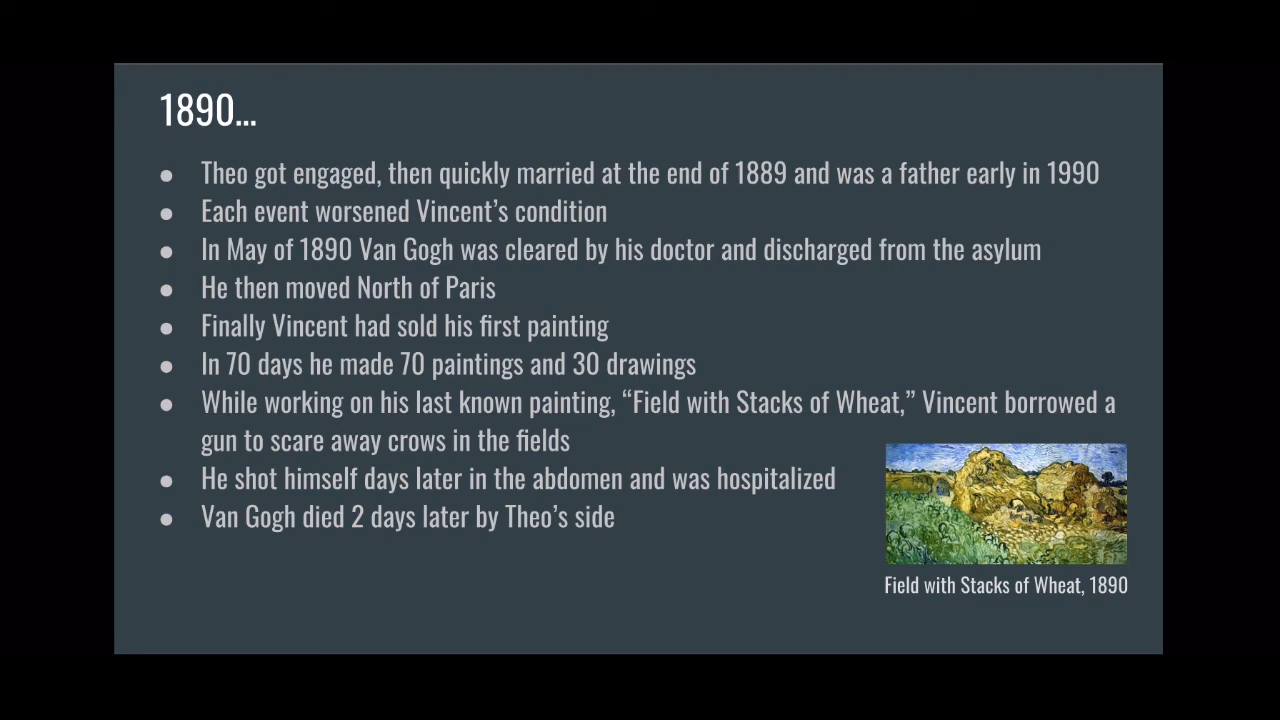 1890...
● Theo got engaged, then quickly married at the end of 1889 and was a father early in 1990
● Each event worsened Vincent’s condition
● In May of 1890 Van Gogh was cleared by his doctor and discharged from the asylum
● He then moved North of Paris
● Finally Vincent had sold his first painting
● In 70 days he made 70 paintings and 30 drawings
● While working on his last known painting, “Field with Stacks of Wheat,” Vincent borrowed a
gun to scare away crows in the fields
● He shot himself days later in the abdomen and was hospitalized
● Van Gogh died 2 days later by Theo’s side
Field with Stacks of Wheat, 1890